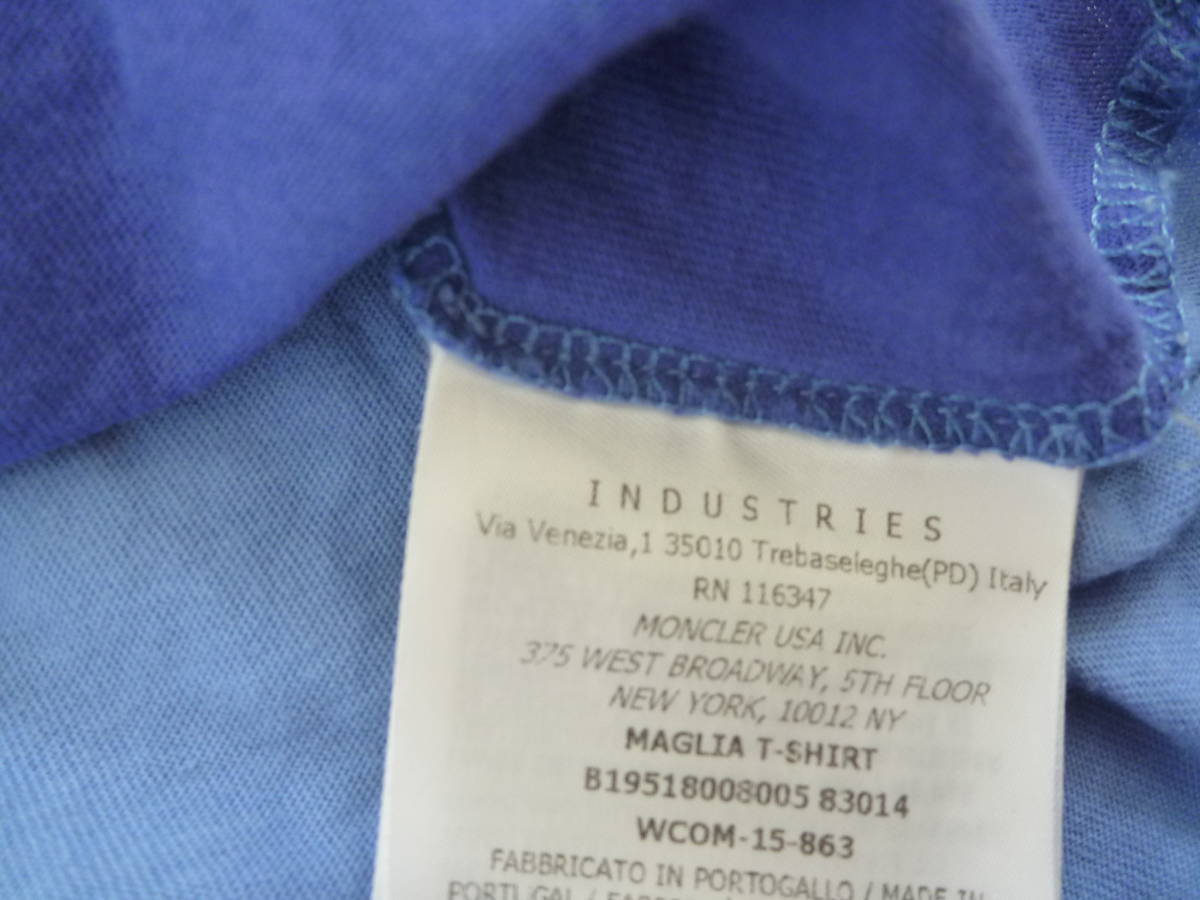 INDUSTRIES
Via Venezia,1 35010 Trebaseleghe(PD) Italy
RN 116347
MONCLER USA INC.
375 WEST BROADWAY, 5TH FLOOR
NEW YORK, 10012 NY
MAGLIA T-SHIRT
B19518008005 83014
WCOM-15-863
FABBRICATO IN PORTOGALLO / MADE IN
PORTUGAL /